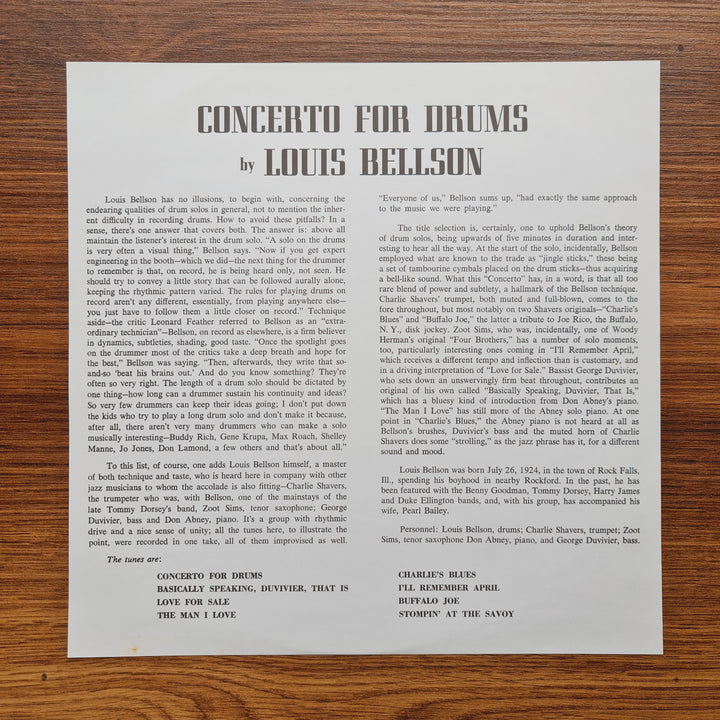 CONCERTO FOR DRUMS
by LOUIS BELLSON
Louis Bellson has no illusions, to begin with, concerning the
endearing qualities of drum solos in general, not to mention the inher-
ent difficulty in recording drums. How to avoid these pitfalls? In a
sense, there's one answer that covers both. The answer is: above all
maintain the listener's interest in the drum solo. “A solo on the drums
is very often a visual thing,” Bellson says. “Now if you get expert
engineering in the booth—which we did—the next thing for the drummer
to remember is that, on record, he is being heard only, not seen. He
should try to convey a little story that can be followed aurally alone,
keeping the rhythmic pattern varied. The rules for playing drums on
record aren't any different, essentially, from playing anywhere else—
you just have to follow them a little closer on record.” Technique
aside—the critic Leonard Feather referred to Bellson as an “extra-
ordinary technician”—Bellson, on record as elsewhere, is a firm believer
in dynamics, subtleties, shading, good taste. “Once the spotlight goes
on the drummer most of the critics take a deep breath and hope for
the best,” Bellson was saying. “Then, afterwards, they write that so-
and-so ‘beat his brains out.’ And do you know something? They're
often so very right. The length of a drum solo should be dictated by
one thing—how long can a drummer sustain his continuity and ideas?
So very few drummers can keep their ideas going; I don't put down
the kids who try to play a long drum solo and don't make it because,
after all, there aren't very many drummers who can make a solo
musically interesting—Buddy Rich, Gene Krupa, Max Roach, Shelley
Manne, Jo Jones, Don Lamond, a few others and that's about all.”
To this list, of course, one adds Louis Bellson himself, a master
of both technique and taste, who is heard here in company with other
jazz musicians to whom the accolade is also fitting—Charlie Shavers,
the trumpeter who was, with Bellson, one of the mainstays of the
late Tommy Dorsey's band, Zoot Sims, tenor saxophone; George
Duvivier, bass and Don Abney, piano. It's a group with rhythmic
drive and a nice sense of unity; all the tunes here, to illustrate the
point, were recorded in one take, all of them improvised as well.
“Everyone of us,” Bellson sums up, “had exactly the same approach
to the music we were playing.”
The title selection is, certainly, one to uphold Bellson's theory
of drum solos, being upwards of five minutes in duration and inter-
esting to hear all the way. At the start of the solo, incidentally, Bellson
employed what are known to the trade as “jingle sticks,” these being
a set of tambourine cymbals placed on the drum sticks—thus acquiring
a bell-like sound. What this “Concerto” has, in a word, is that all too
rare blend of power and subtlety, a hallmark of the Bellson technique.
Charlie Shavers' trumpet, both muted and full-blown, comes to the
fore throughout, but most notably on two Shavers originals—“Charlie's
Blues” and “Buffalo Joe,” the latter a tribute to Joe Rico, the Buffalo,
N. Y., disk jockey. Zoot Sims, who was, incidentally, one of Woody
Herman's original “Four Brothers,” has a number of solo moments,
too, particularly interesting ones coming in “I'll Remember April,”
which receives a different tempo and inflection than is customary, and
in a driving interpretation of “Love for Sale.” Bassist George Duvivier,
who sets down an unswervingly firm beat throughout, contributes an
original of his own called “Basically Speaking, Duvivier, That Is,”
which has a bluesy kind of introduction from Don Abney's piano.
“The Man I Love” has still more of the Abney solo piano. At one
point in “Charlie's Blues,” the Abney piano is not heard at all as
Bellson's brushes, Duvivier's bass and the muted horn of Charlie
Shavers does some “strolling,” as the jazz phrase has it, for a different
sound and mood.
Louis Bellson was born July 26, 1924, in the town of Rock Falls,
Ill., spending his boyhood in nearby Rockford. In the past, he has
been featured with the Benny Goodman, Tommy Dorsey, Harry James
and Duke Ellington bands, and, with his group, has accompanied his
wife, Pearl Bailey.
Personnel: Louis Bellson, drums; Charlie Shavers, trumpet; Zoot
Sims, tenor saxophone Don Abney, piano, and George Duvivier, bass.
The tunes are:
CONCERTO FOR DRUMS
BASICALLY SPEAKING, DUVIVIER, THAT IS
LOVE FOR SALE
THE MAN I LOVE
CHARLIE'S BLUES
I'LL REMEMBER APRIL
BUFFALO JOE
STOMPIN' AT THE SAVOY